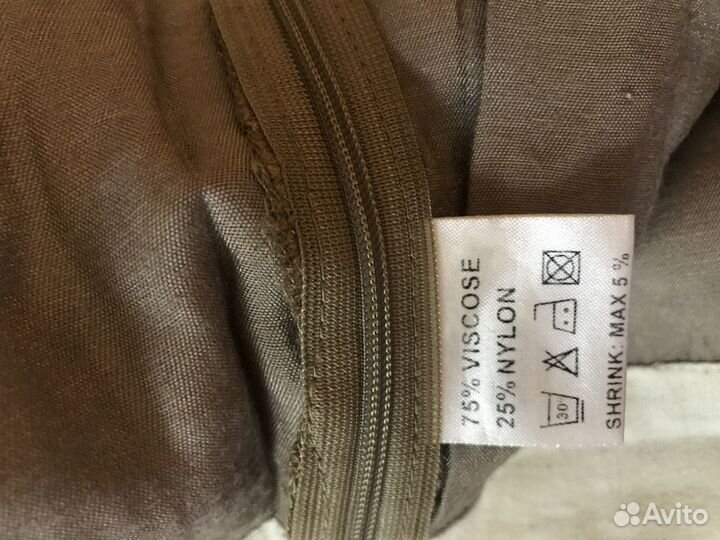 75% VISCOSE
25% NYLON
30°
SHRINK: MAX 5 %
Avito